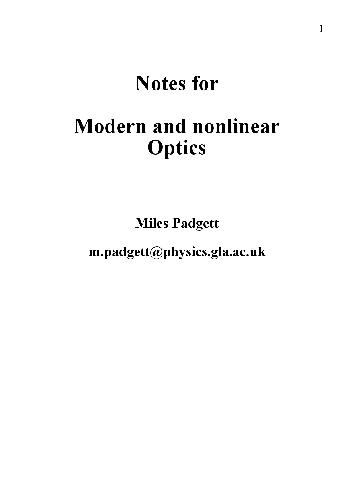 1
Notes for
Modern and nonlinear
Optics
Miles Padgett
m.padgett@physics.gla.ac.uk